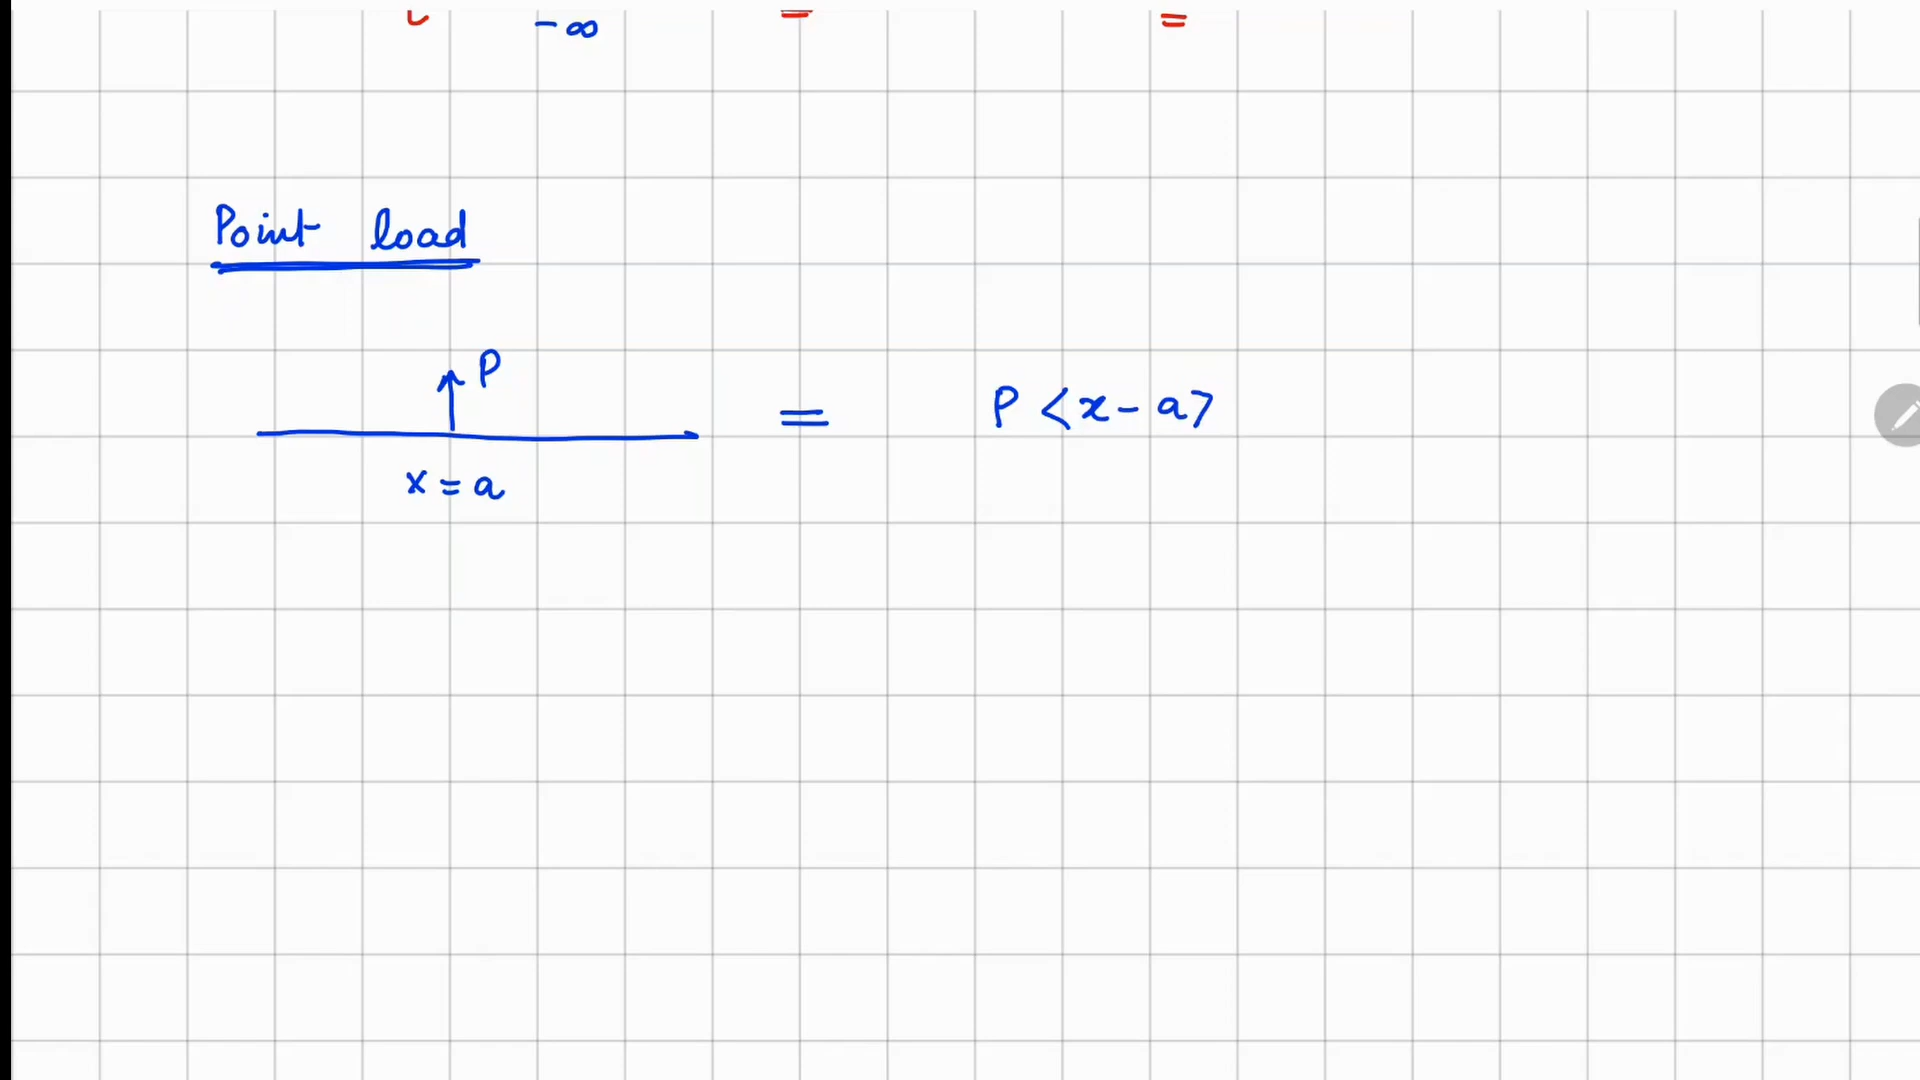 - ∞
=
=
Point load
P
= P <x - a>
x = a